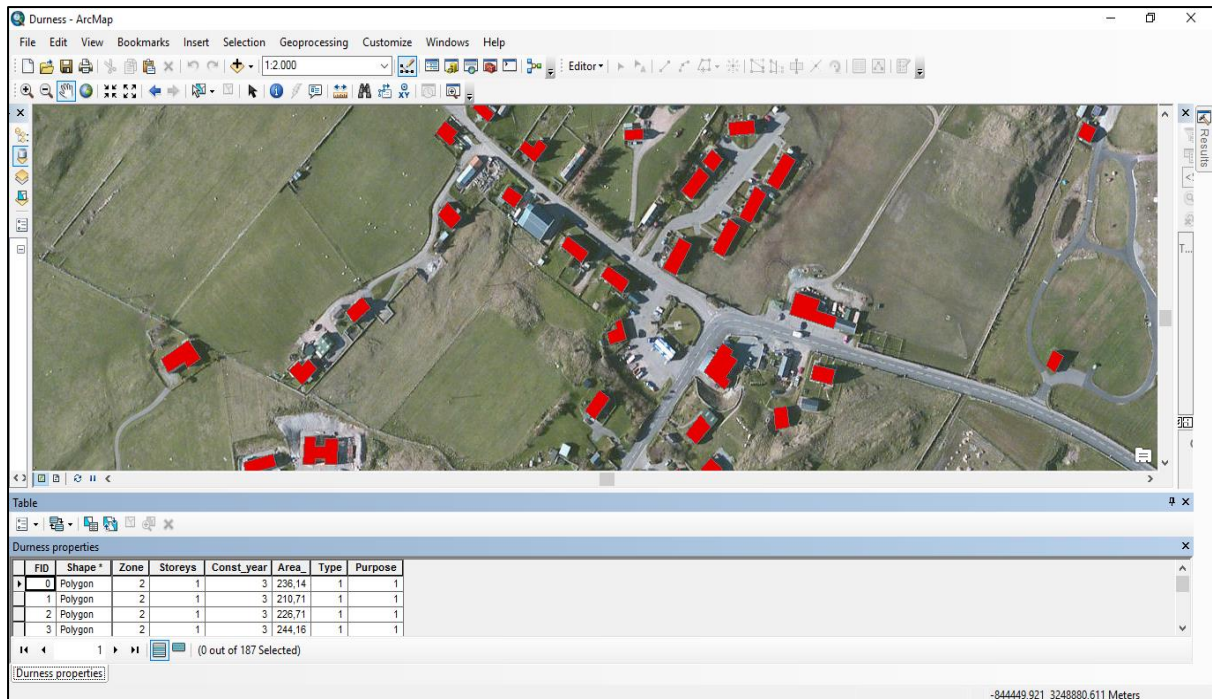 Durness - ArcMap
File Edit View Bookmarks Insert Selection Geoprocessing Customize Windows Help
1:2.000 Editor
Results
T...
Table
Durness properties
FID Shape * Zone Storeys Const_year Area_ Type Purpose
0 Polygon 2 1 3 236,14 1 1
1 Polygon 2 1 3 210,71 1 1
2 Polygon 2 1 3 226,71 1 1
3 Polygon 2 1 3 244,16 1 1
1 (0 out of 187 Selected)
Durness properties
-844449.921 3248880.611 Meters